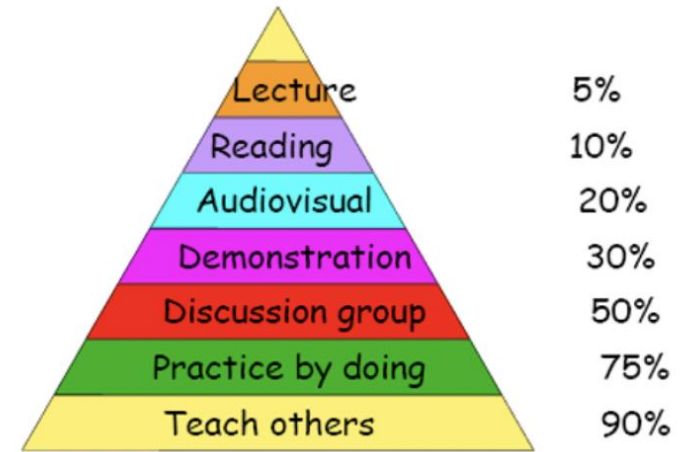 Lecture 5%
Reading 10%
Audiovisual 20%
Demonstration 30%
Discussion group 50%
Practice by doing 75%
Teach others 90%